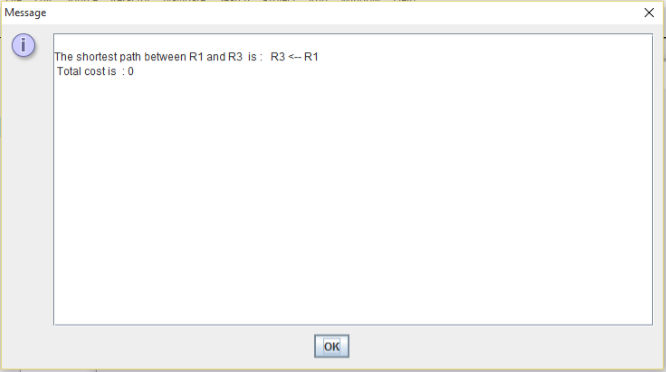 Message
The shortest path between R1 and R3 is : R3 <-- R1
Total cost is : 0
OK